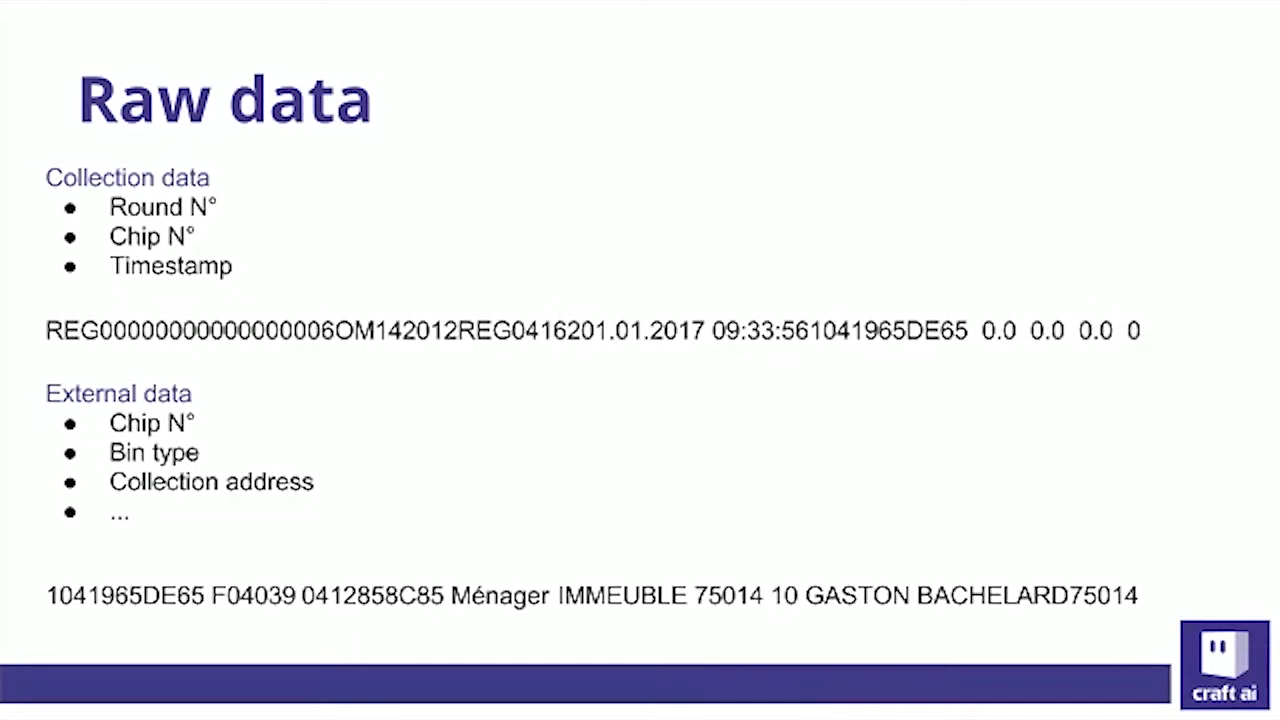 Raw data
Collection data
● Round N°
● Chip N°
● Timestamp
REG00000000000000006OM142012REG0416201.01.2017 09:33:561041965DE65 0.0 0.0 0.0 0
External data
● Chip N°
● Bin type
● Collection address
● ...
1041965DE65 F04039 0412858C85 Ménager IMMEUBLE 75014 10 GASTON BACHELARD75014
craft ai